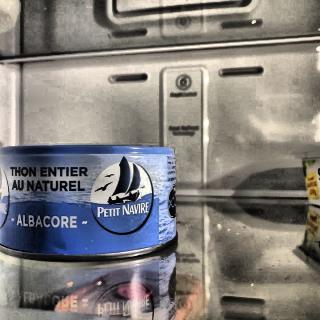 THON ENTIER
AU NATUREL
- ALBACORE -
PETIT NAVIRE